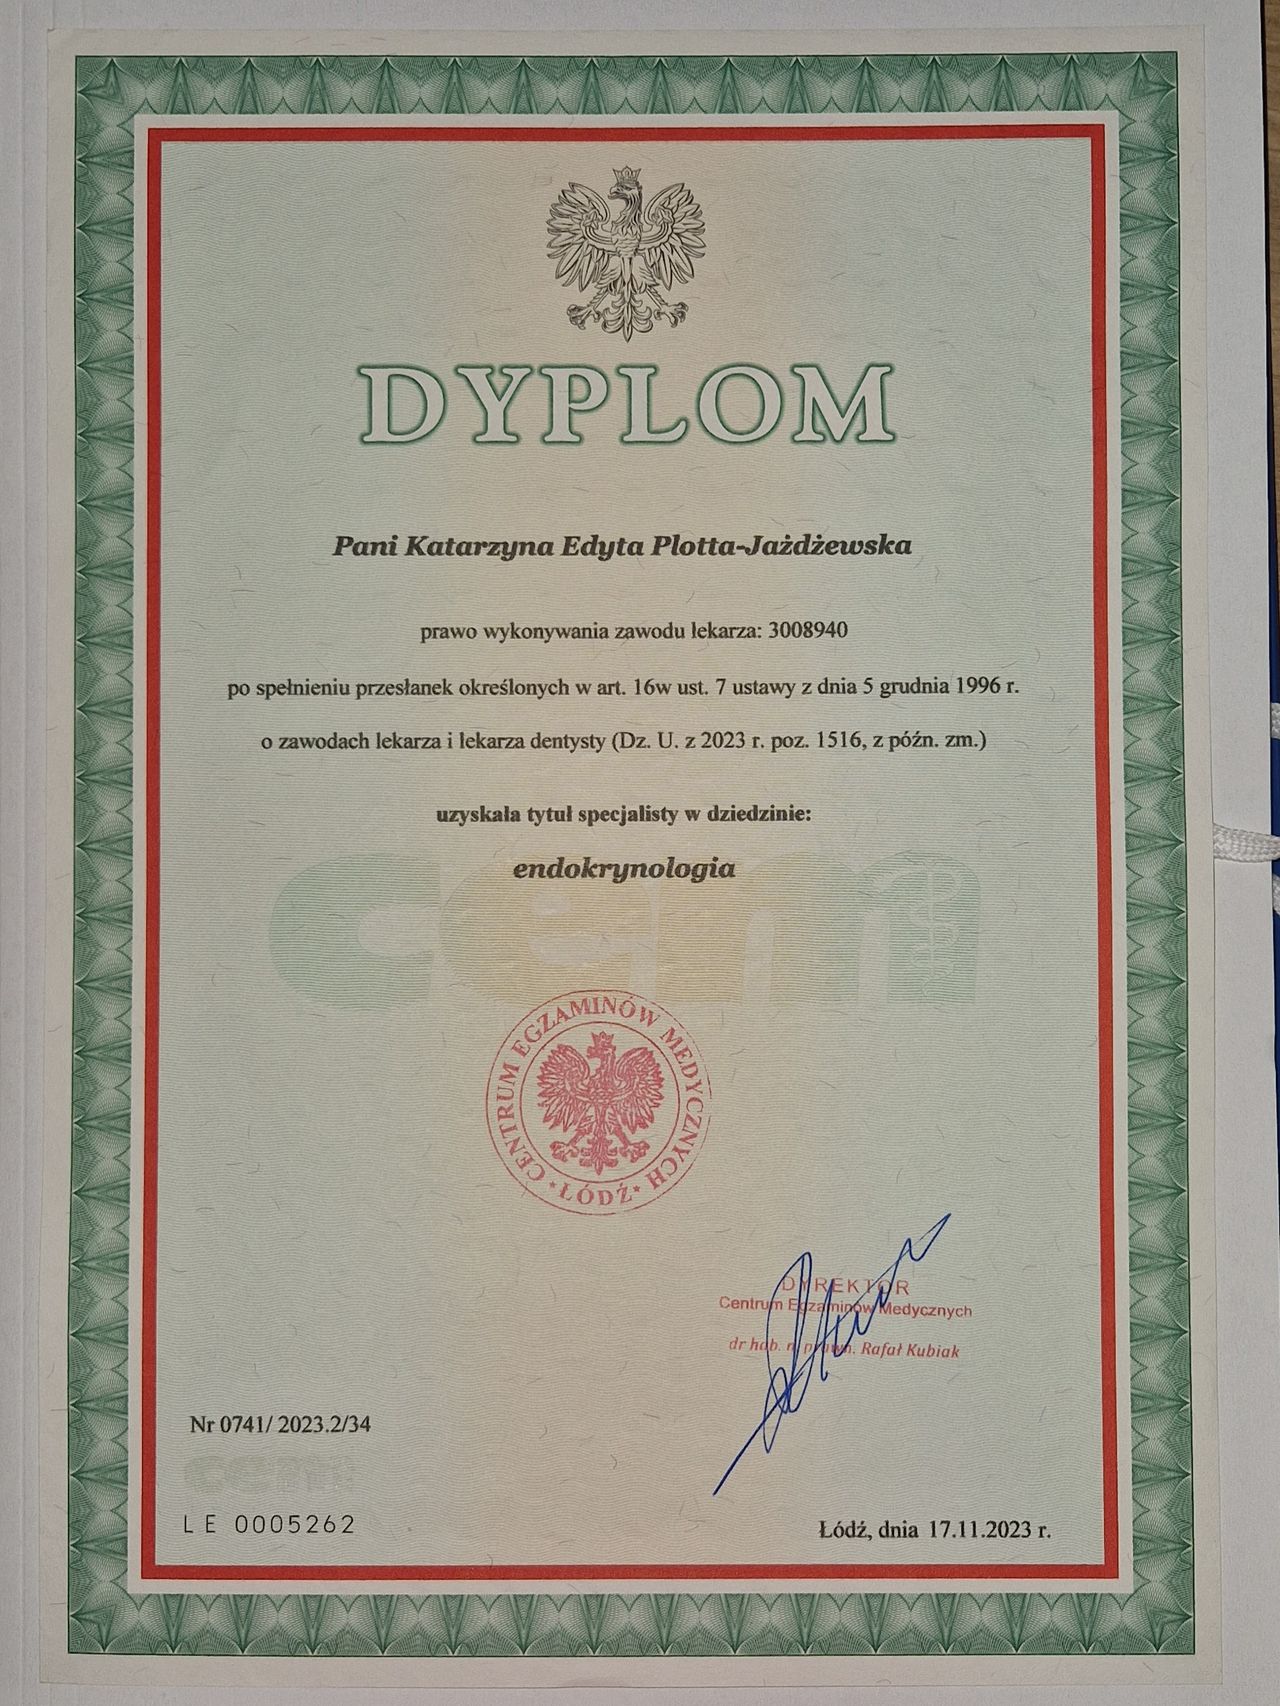 DYPLOM
Pani Katarzyna Edyta Plotta-Jażdżewska
prawo wykonywania zawodu lekarza: 3008940
po spełnieniu przesłanek określonych w art. 16w ust. 7 ustawy z dnia 5 grudnia 1996 r.
o zawodach lekarza i lekarza dentysty (Dz. U. z 2023 r. poz. 1516, z późn. zm.)
uzyskała tytuł specjalisty w dziedzinie:
endokrynologia
cem
CENTRUM EGZAMINÓW MEDYCZNYCH
* ŁÓDŹ *
DYREKTOR
Centrum Egzaminów Medycznych
dr hab. n. prawn. Rafał Kubiak
Nr 0741/ 2023.2/34
cem
LE 0005262
Łódź, dnia 17.11.2023 r.